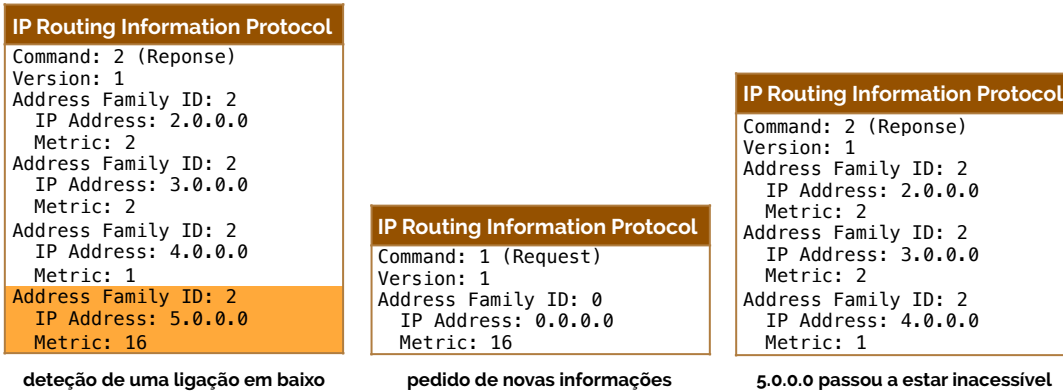 IP Routing Information Protocol
Command: 2 (Reponse)
Version: 1
Address Family ID: 2
IP Address: 2.0.0.0
Metric: 2
Address Family ID: 2
IP Address: 3.0.0.0
Metric: 2
Address Family ID: 2
IP Address: 4.0.0.0
Metric: 1
Address Family ID: 2
IP Address: 5.0.0.0
Metric: 16
deteção de uma ligação em baixo
IP Routing Information Protocol
Command: 1 (Request)
Version: 1
Address Family ID: 0
IP Address: 0.0.0.0
Metric: 16
pedido de novas informações
IP Routing Information Protocol
Command: 2 (Reponse)
Version: 1
Address Family ID: 2
IP Address: 2.0.0.0
Metric: 2
Address Family ID: 2
IP Address: 3.0.0.0
Metric: 2
Address Family ID: 2
IP Address: 4.0.0.0
Metric: 1
5.0.0.0 passou a estar inacessível